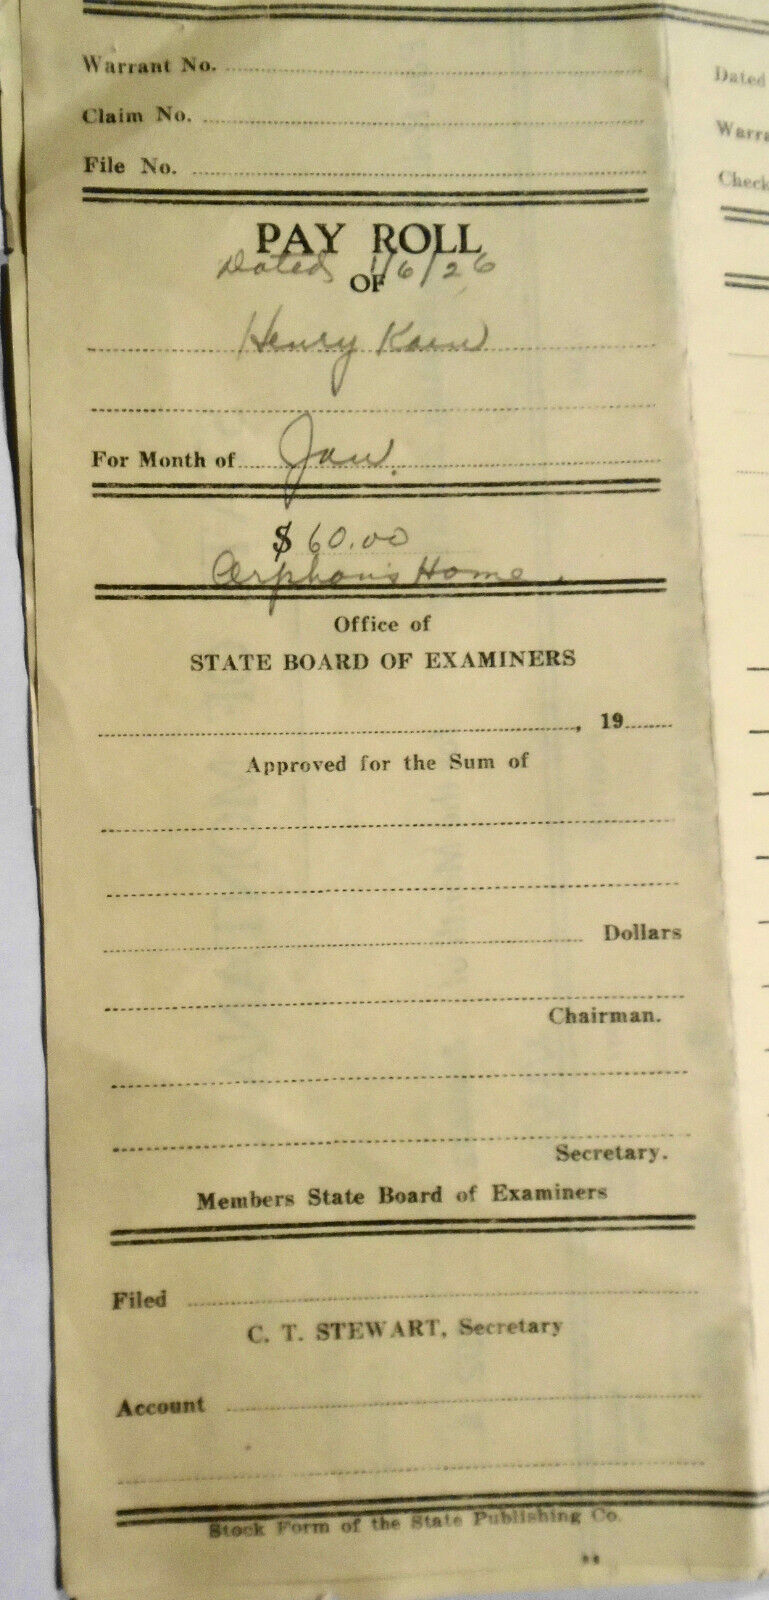 Warrant No.
Claim No.
File No.
PAY ROLL
Dated 1/6/26
OF
Henry
For Month of Jan.
$ 60.00
Orphan's Home.
Office of
STATE BOARD OF EXAMINERS
, 19
Approved for the Sum of
Dollars
Chairman.
Secretary.
Members State Board of Examiners
Filed
C. T. STEWART, Secretary
Account
Stock Form of the State Publishing Co.
Dated
Check